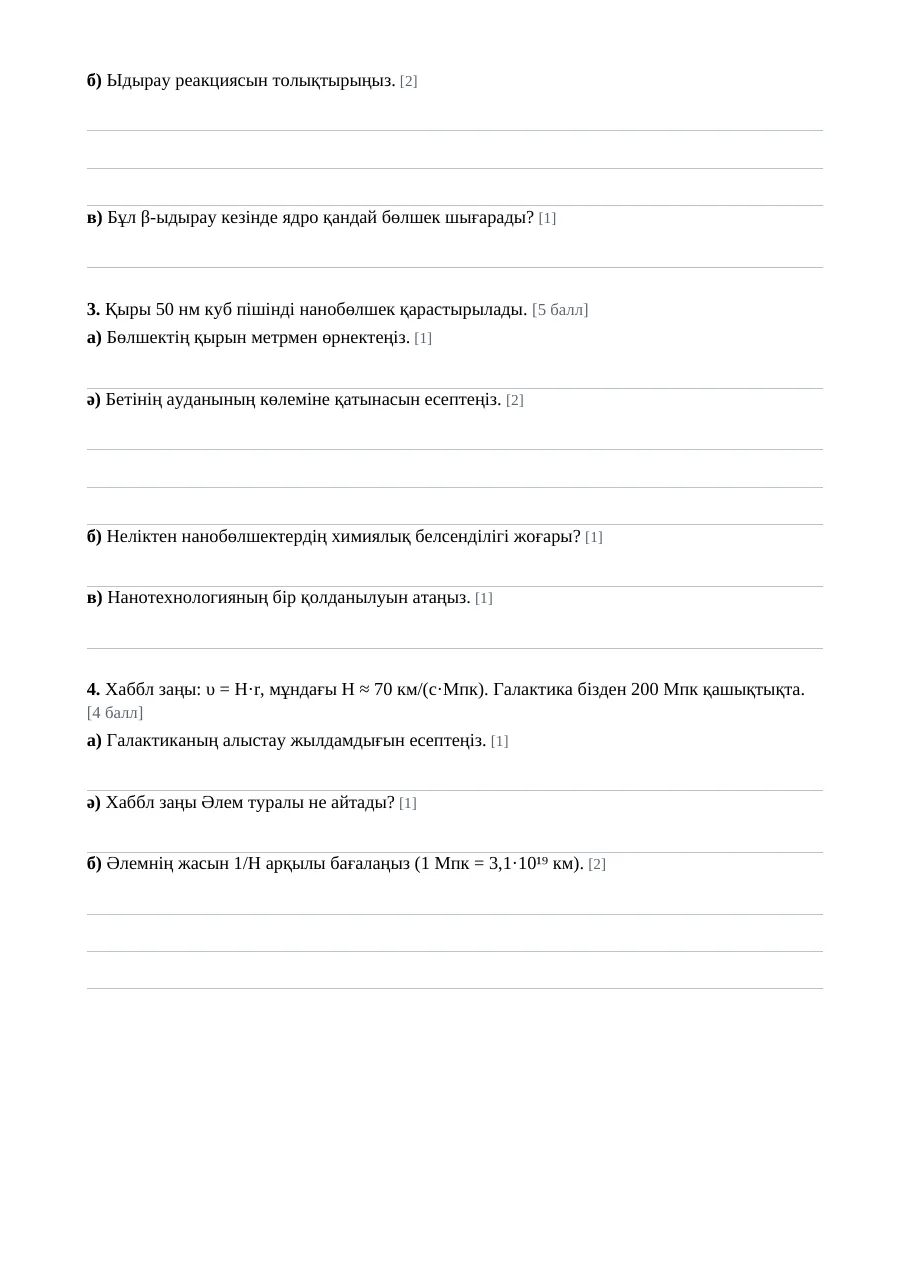 б) Ыдырау реакциясын толықтырыңыз. [2]
в) Бұл β-ыдырау кезінде ядро қандай бөлшек шығарады? [1]
3. Қыры 50 нм куб пішінді нанобөлшек қарастырылады. [5 балл]
а) Бөлшектің қырын метрмен өрнектеңіз. [1]
ә) Бетінің ауданының көлеміне қатынасын есептеңіз. [2]
б) Неліктен нанобөлшектердің химиялық белсенділігі жоғары? [1]
в) Нанотехнологияның бір қолданылуын атаңыз. [1]
4. Хаббл заңы: υ = H·r, мұндағы H ≈ 70 км/(с·Мпк). Галактика бізден 200 Мпк қашықтықта.
[4 балл]
а) Галактиканың алыстау жылдамдығын есептеңіз. [1]
ә) Хаббл заңы Әлем туралы не айтады? [1]
б) Әлемнің жасын 1/H арқылы бағалаңыз (1 Мпк = 3,1·10¹⁹ км). [2]